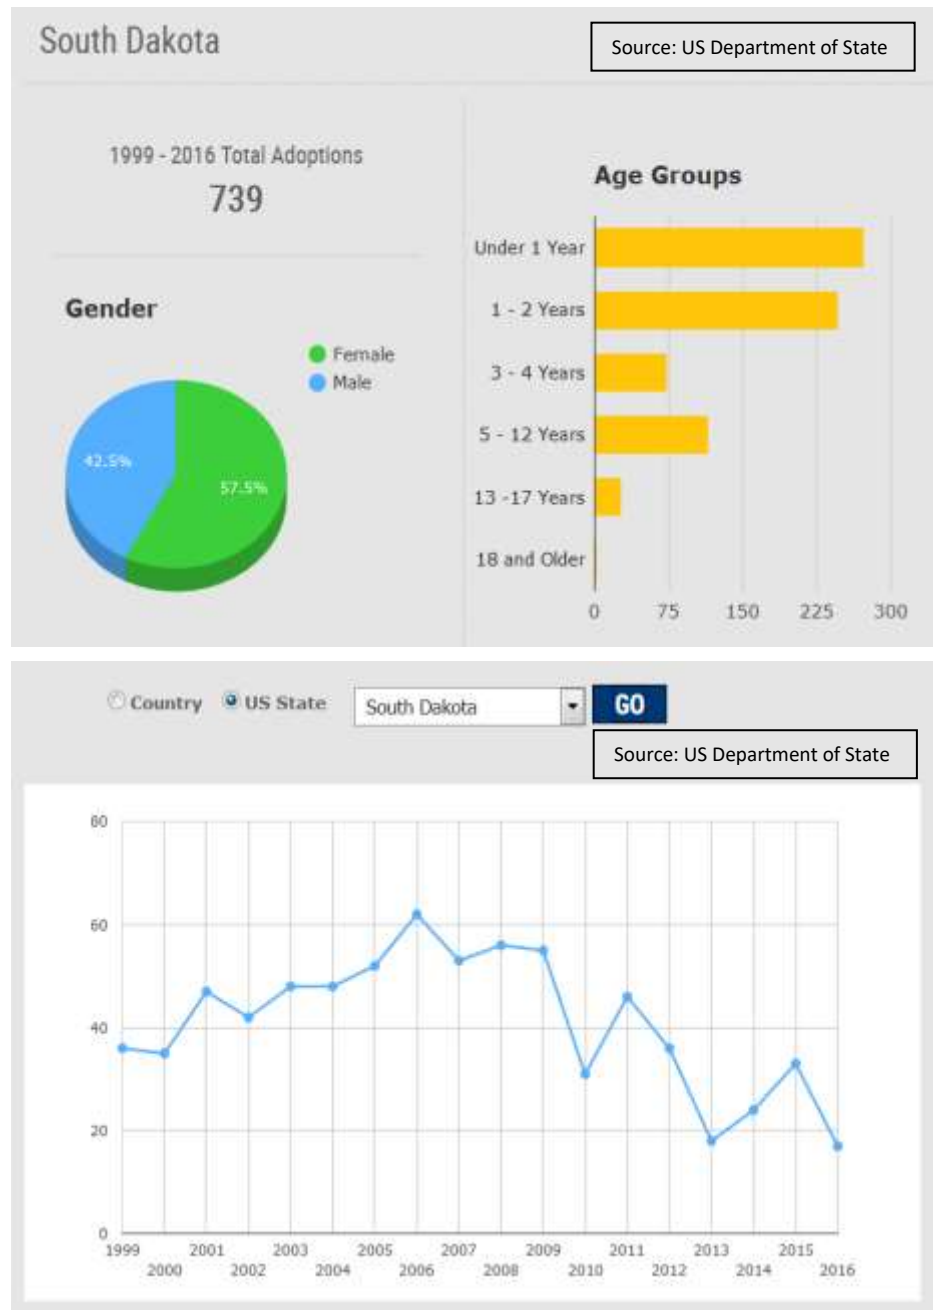 South Dakota
Source: US Department of State
1999 - 2016 Total Adoptions
739
Gender
Female
Male
42.5%
57.5%
Age Groups
Under 1 Year
1 - 2 Years
3 - 4 Years
5 - 12 Years
13 -17 Years
18 and Older
0 75 150 225 300
Country US State South Dakota GO
Source: US Department of State
80
60
40
20
0
1999 2001 2003 2005 2007 2009 2011 2013 2015
2000 2002 2004 2006 2008 2010 2012 2014 2016